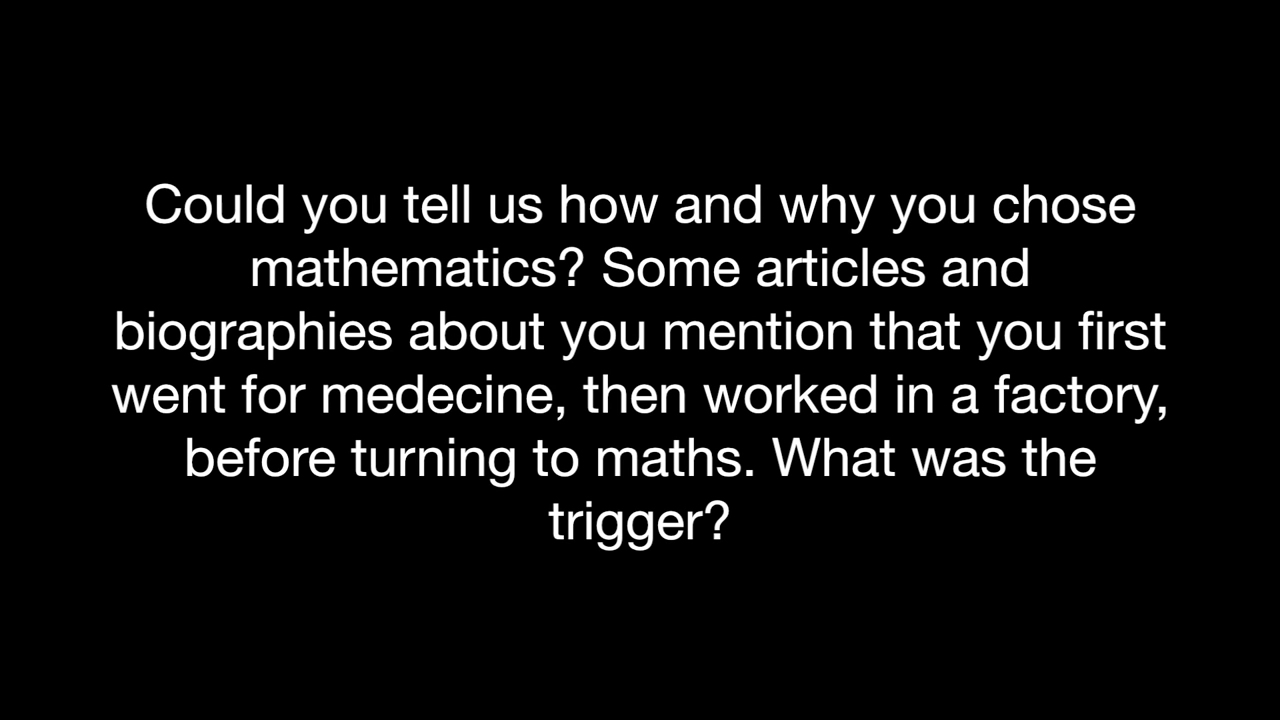 Could you tell us how and why you chose
mathematics? Some articles and
biographies about you mention that you first
went for medecine, then worked in a factory,
before turning to maths. What was the
trigger?